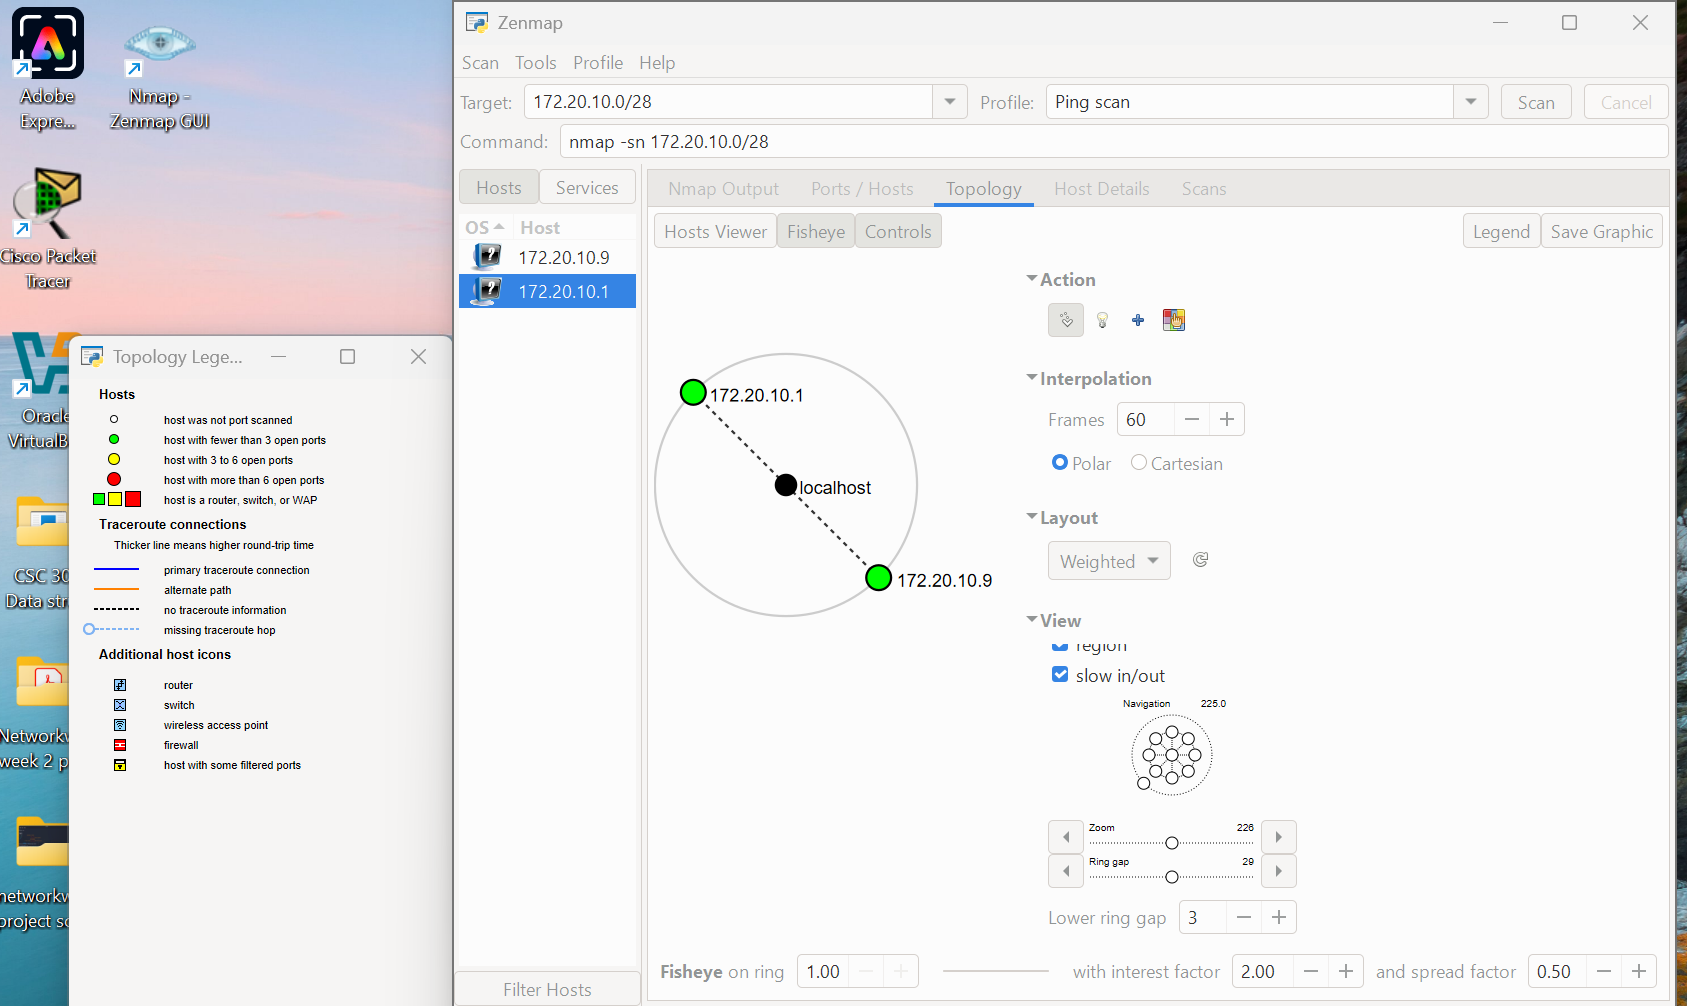 Adobe
Expre...
Nmap -
Zenmap GUI
Cisco Packet
Tracer
Oracle
VirtualB
CSC 30
Data str
Networkw
week 2 p
networkw
project sc
Topology Lege...
Hosts
host was not port scanned
host with fewer than 3 open ports
host with 3 to 6 open ports
host with more than 6 open ports
host is a router, switch, or WAP
Traceroute connections
Thicker line means higher round-trip time
primary traceroute connection
alternate path
no traceroute information
missing traceroute hop
Additional host icons
router
switch
wireless access point
firewall
host with some filtered ports
Zenmap
Scan Tools Profile Help
Target: 172.20.10.0/28 Profile: Ping scan Scan Cancel
Command: nmap -sn 172.20.10.0/28
Hosts Services
OS Host
172.20.10.9
172.20.10.1
Filter Hosts
Nmap Output Ports / Hosts Topology Host Details Scans
Hosts Viewer Fisheye Controls Legend Save Graphic
172.20.10.1
localhost
172.20.10.9
Action
Interpolation
Frames 60
Polar Cartesian
Layout
Weighted
View
region
slow in/out
Navigation 225.0
Zoom 226
Ring gap 29
Lower ring gap 3
Fisheye on ring 1.00 with interest factor 2.00 and spread factor 0.50